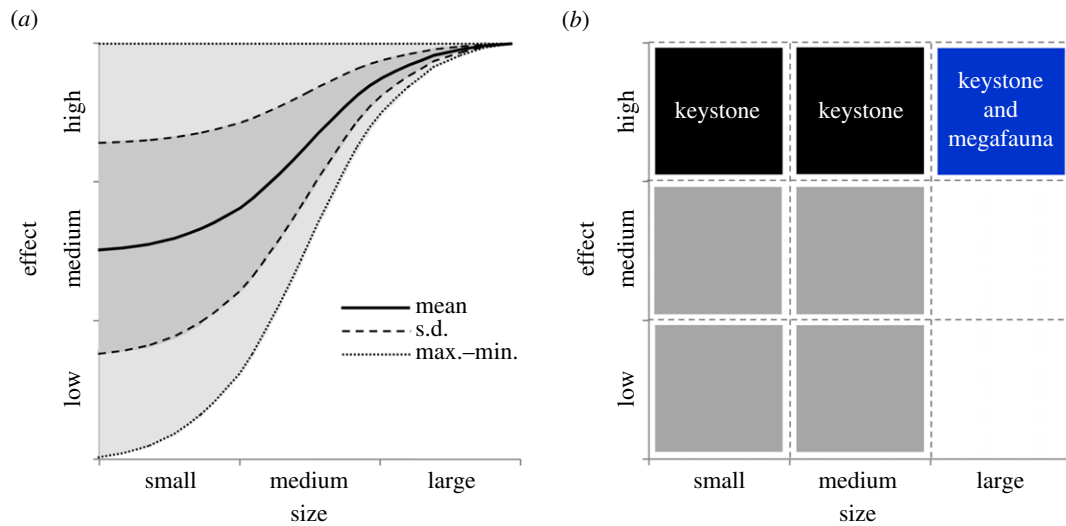 (a)
high
medium
low
effect
mean
s.d.
max.–min.
small
medium
large
size
(b)
high
medium
low
effect
keystone
keystone
keystone
and
megafauna
small
medium
large
size